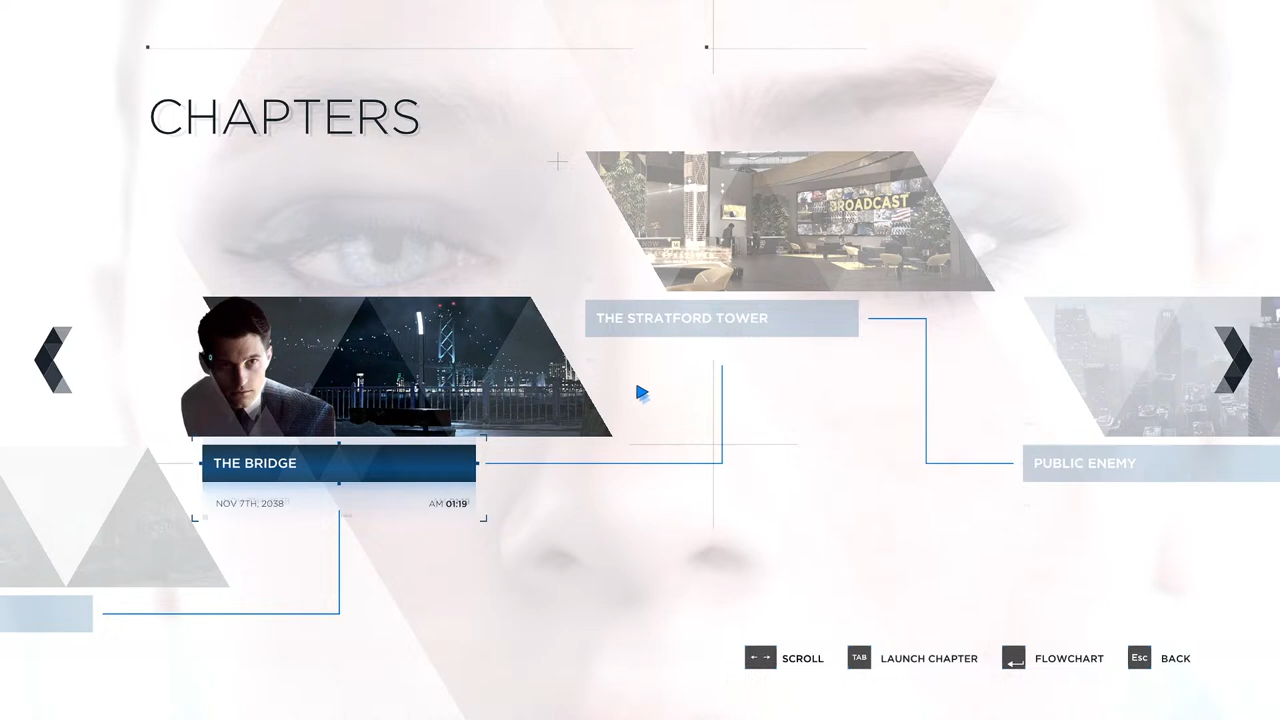 CHAPTERS
BROADCAST
THE STRATFORD TOWER
THE BRIDGE
NOV 7TH, 2038
AM 01:19
PUBLIC ENEMY
← → SCROLL
TAB LAUNCH CHAPTER
FLOWCHART
Esc BACK